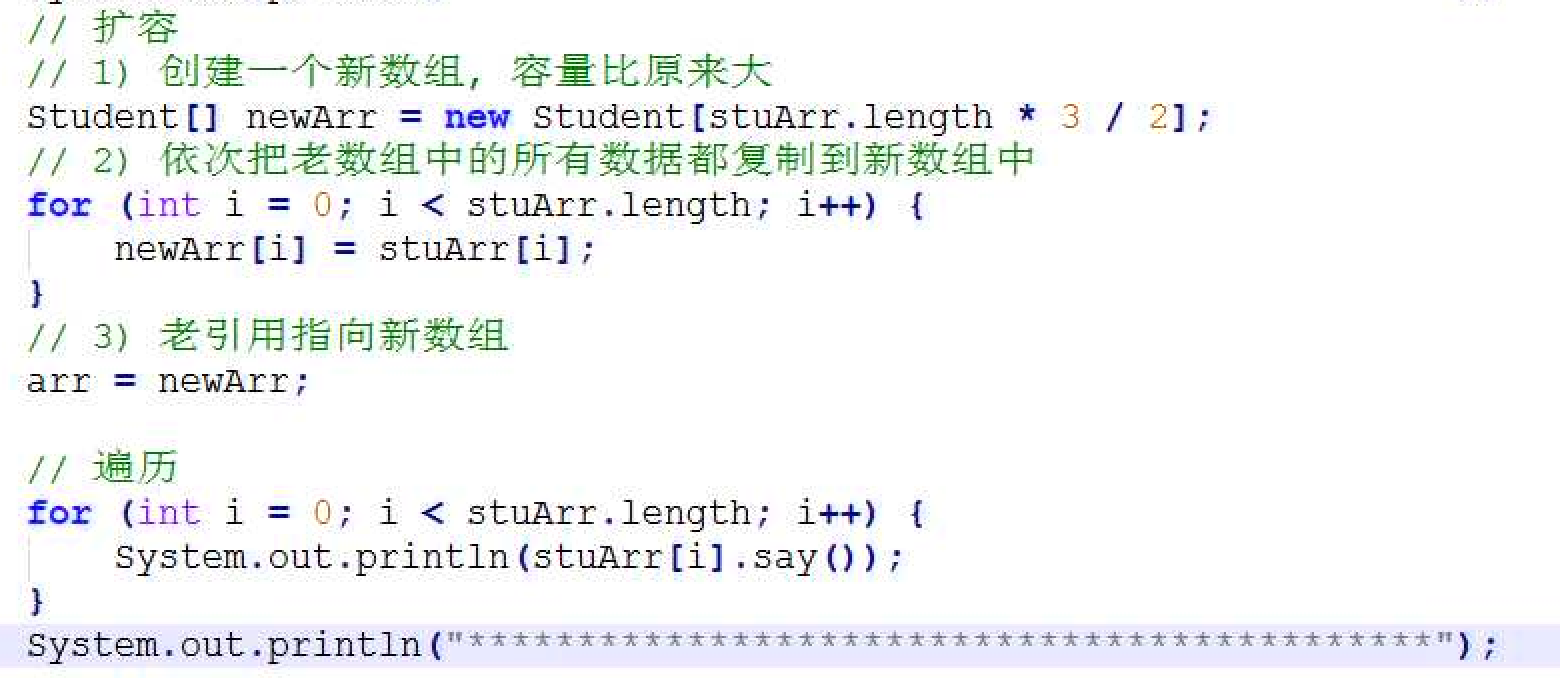 // 扩容
// 1) 创建一个新数组, 容量比原来大
Student[] newArr = new Student[stuArr.length * 3 / 2];
// 2) 依次把老数组中的所有数据都复制到新数组中
for (int i = 0; i < stuArr.length; i++) {
    newArr[i] = stuArr[i];
}
// 3) 老引用指向新数组
arr = newArr;
// 遍历
for (int i = 0; i < stuArr.length; i++) {
    System.out.println(stuArr[i].say());
}
System.out.println("********************************************");